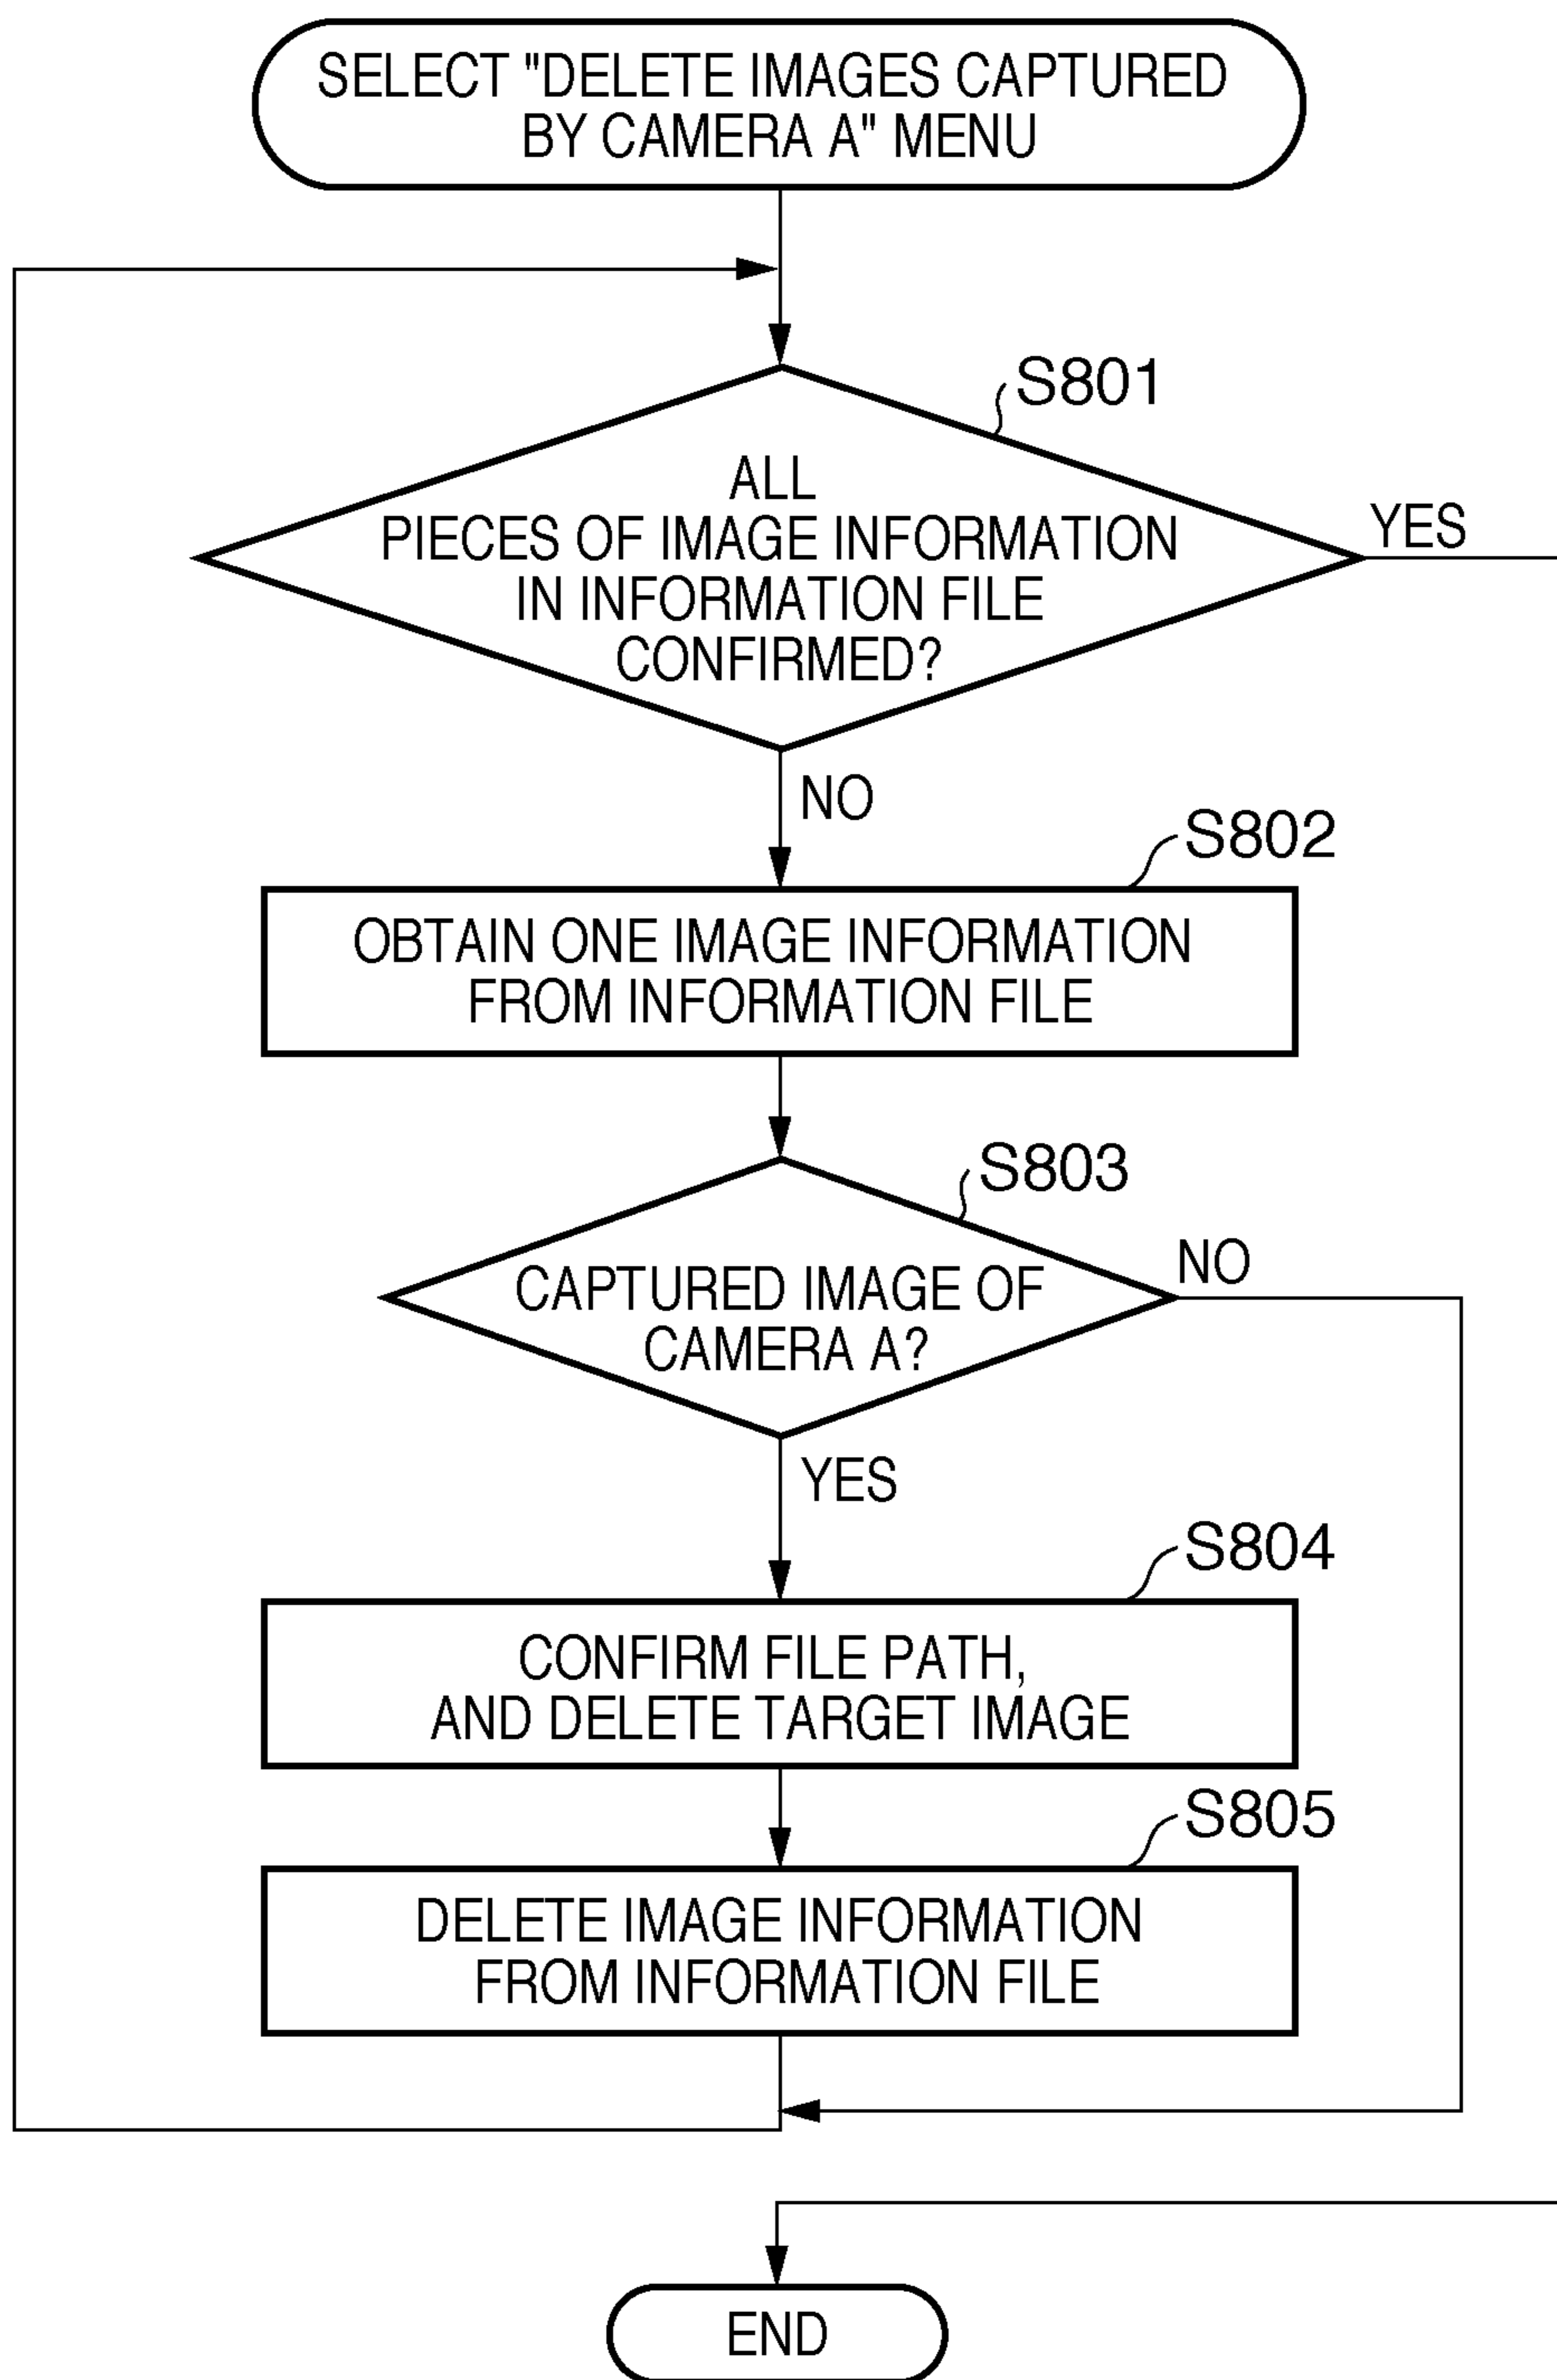 SELECT "DELETE IMAGES CAPTURED
BY CAMERA A" MENU
S801
ALL
PIECES OF IMAGE INFORMATION
IN INFORMATION FILE
CONFIRMED?
YES
NO
S802
OBTAIN ONE IMAGE INFORMATION
FROM INFORMATION FILE
S803
CAPTURED IMAGE OF
CAMERA A?
NO
YES
S804
CONFIRM FILE PATH,
AND DELETE TARGET IMAGE
S805
DELETE IMAGE INFORMATION
FROM INFORMATION FILE
END